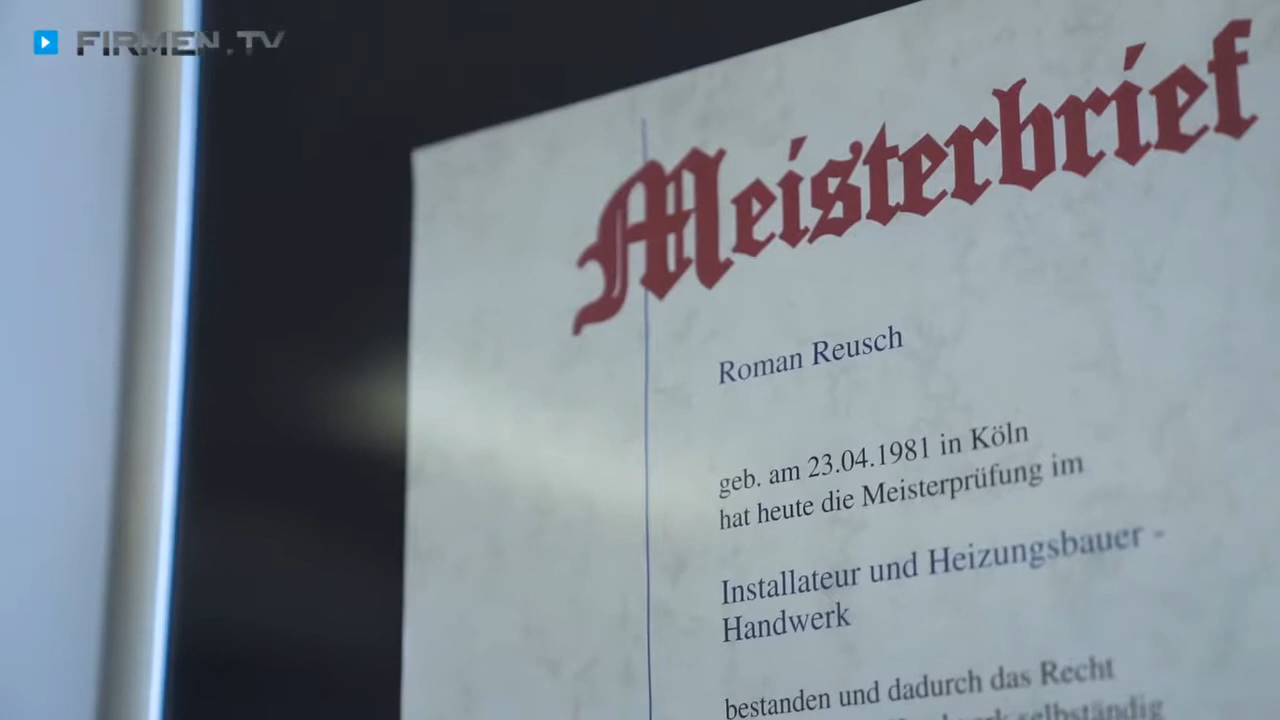 FIRMEN.TV
Meisterbrief
Roman Reusch
geb. am 23.04.1981 in Köln
hat heute die Meisterprüfung im
Installateur und Heizungsbauer -
Handwerk
bestanden und dadurch das Recht
selbständig